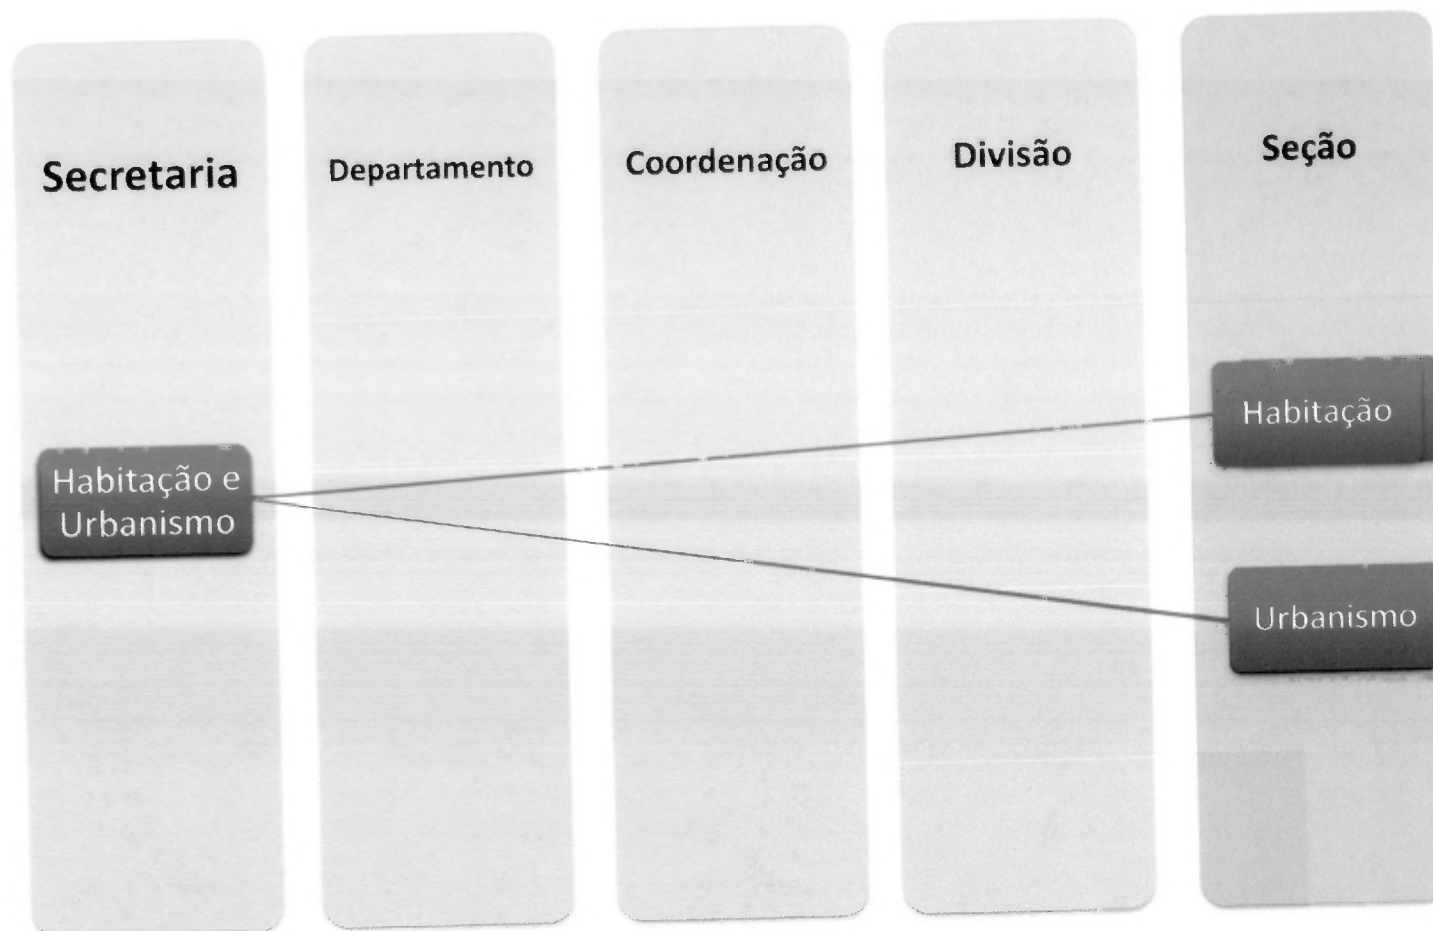 Secretaria
Departamento
Coordenação
Divisão
Seção
Habitação e
Urbanismo
Habitação
Urbanismo